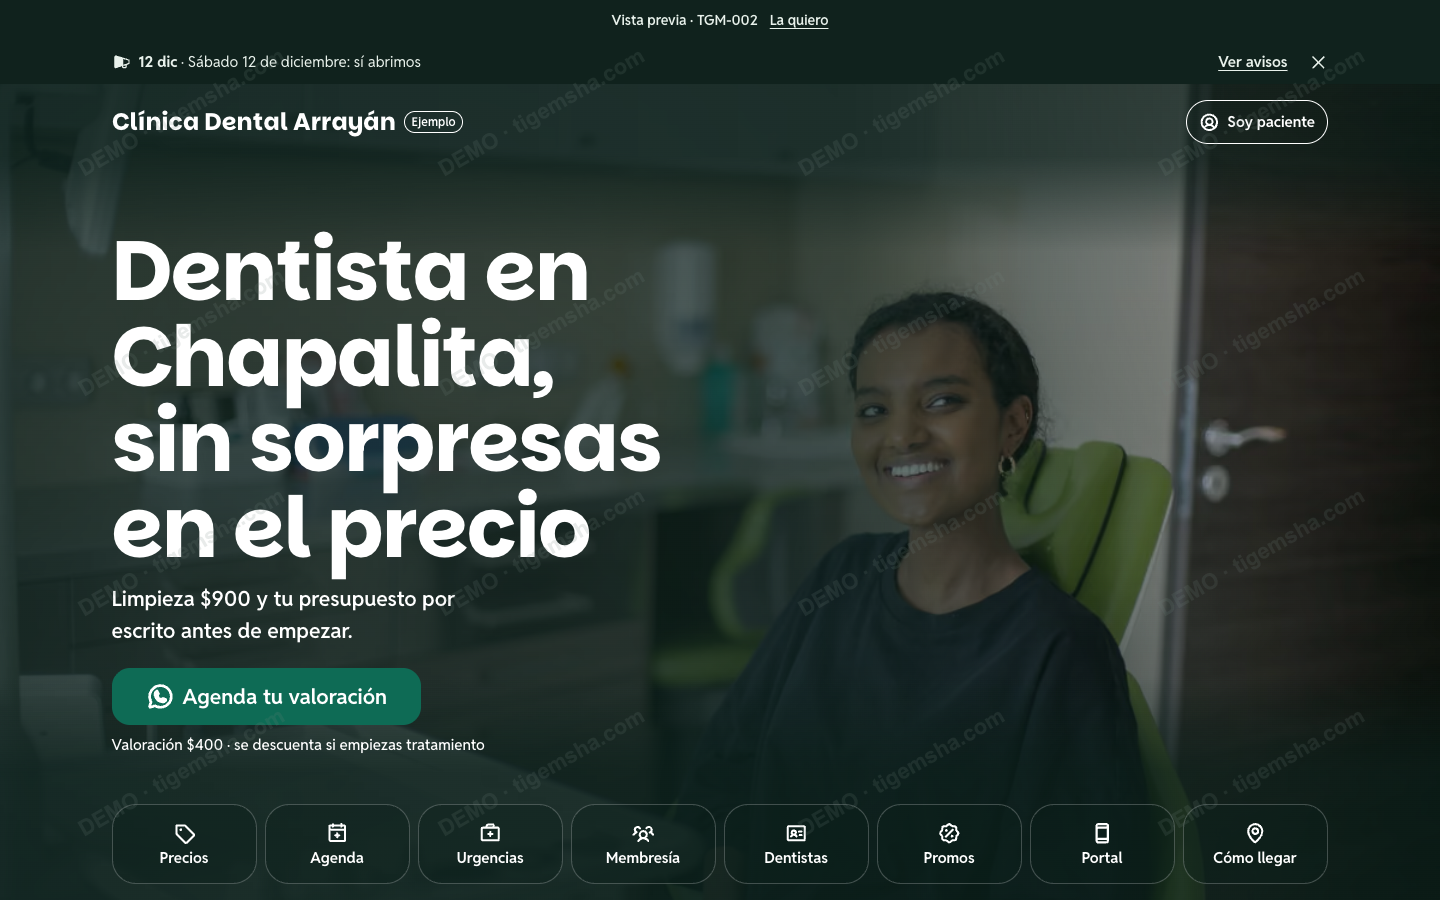 Vista previa · TGM-002 La quiero
12 dic · Sábado 12 de diciembre: sí abrimos
Ver avisos
Clínica Dental Arrayán
Ejemplo
Soy paciente
Dentista en
Chapalita,
sin sorpresas
en el precio
Limpieza $900 y tu presupuesto por
escrito antes de empezar.
Agenda tu valoración
Valoración $400 · se descuenta si empiezas tratamiento
Precios
Agenda
Urgencias
Membresía
Dentistas
Promos
Portal
Cómo llegar
DEMO · tigemsha.com